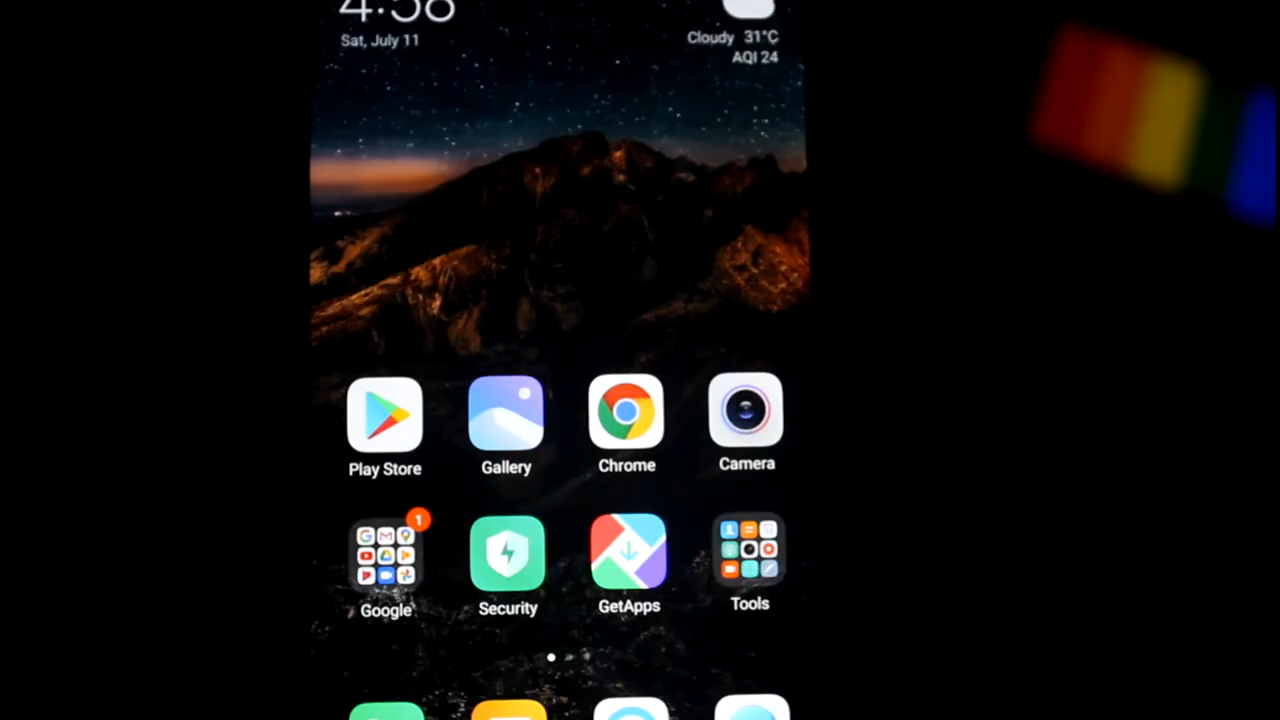 4:58
Sat, July 11
Cloudy 31°C
AQI 24
Play Store
Gallery
Chrome
Camera
1
Google
Security
GetApps
Tools